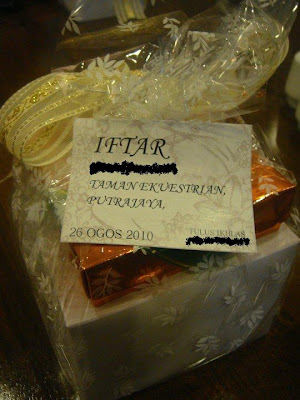 IFTAR
TAMAN EKUESTRIAN,
PUTRAJAYA,
26 OGOS 2010
TULUS IKHLAS